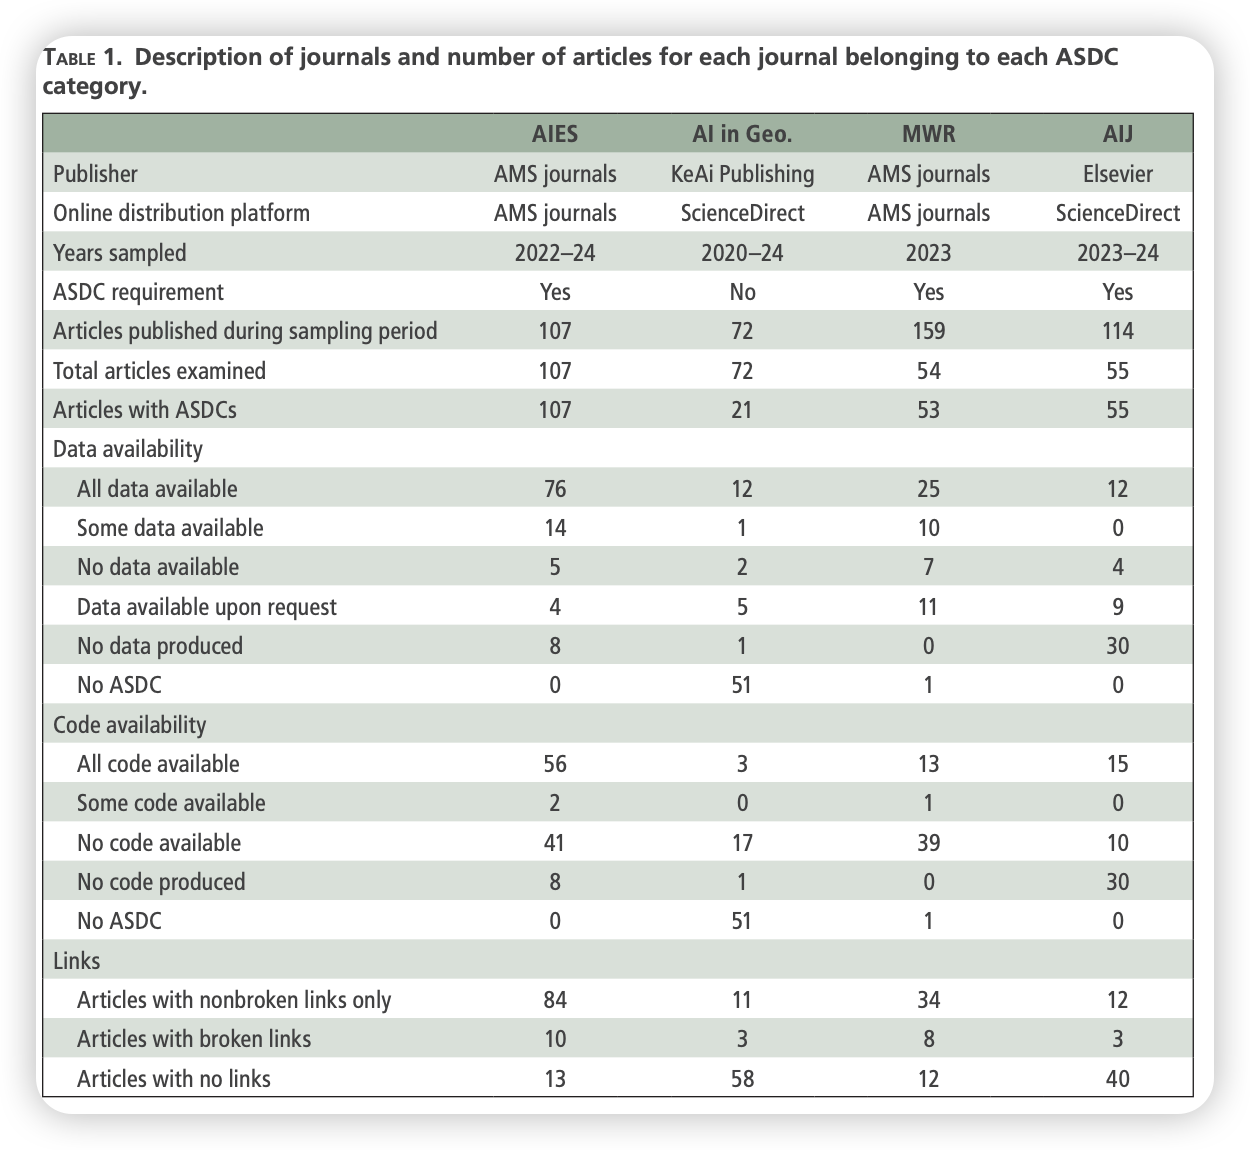 TABLE 1. Description of journals and number of articles for each journal belonging to each ASDC
category.
AIES AI in Geo. MWR AIJ
Publisher AMS journals KeAi Publishing AMS journals Elsevier
Online distribution platform AMS journals ScienceDirect AMS journals ScienceDirect
Years sampled 2022–24 2020–24 2023 2023–24
ASDC requirement Yes No Yes Yes
Articles published during sampling period 107 72 159 114
Total articles examined 107 72 54 55
Articles with ASDCs 107 21 53 55
Data availability
All data available 76 12 25 12
Some data available 14 1 10 0
No data available 5 2 7 4
Data available upon request 4 5 11 9
No data produced 8 1 0 30
No ASDC 0 51 1 0
Code availability
All code available 56 3 13 15
Some code available 2 0 1 0
No code available 41 17 39 10
No code produced 8 1 0 30
No ASDC 0 51 1 0
Links
Articles with nonbroken links only 84 11 34 12
Articles with broken links 10 3 8 3
Articles with no links 13 58 12 40